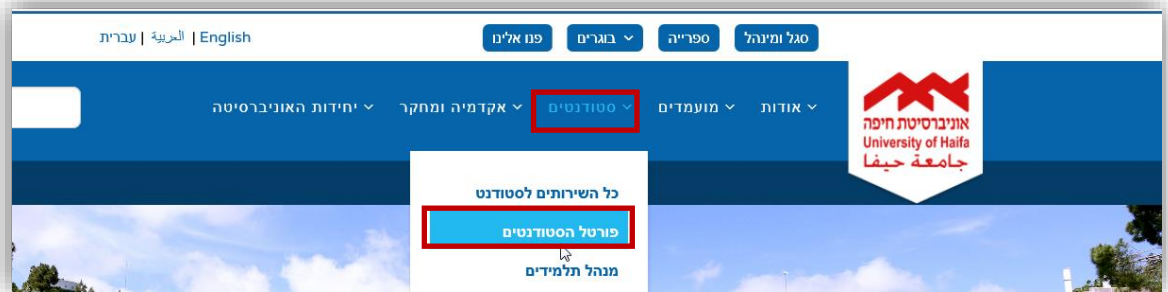 סגל ומינהל ספרייה בוגרים פנו אלינו עברית | العربية | English
אודות מועמדים סטודנטים אקדמיה ומחקר יחידות האוניברסיטה
אוניברסיטת חיפה
University of Haifa
جامعة حيفا
כל השירותים לסטודנט
פורטל הסטודנטים
מנהל תלמידים